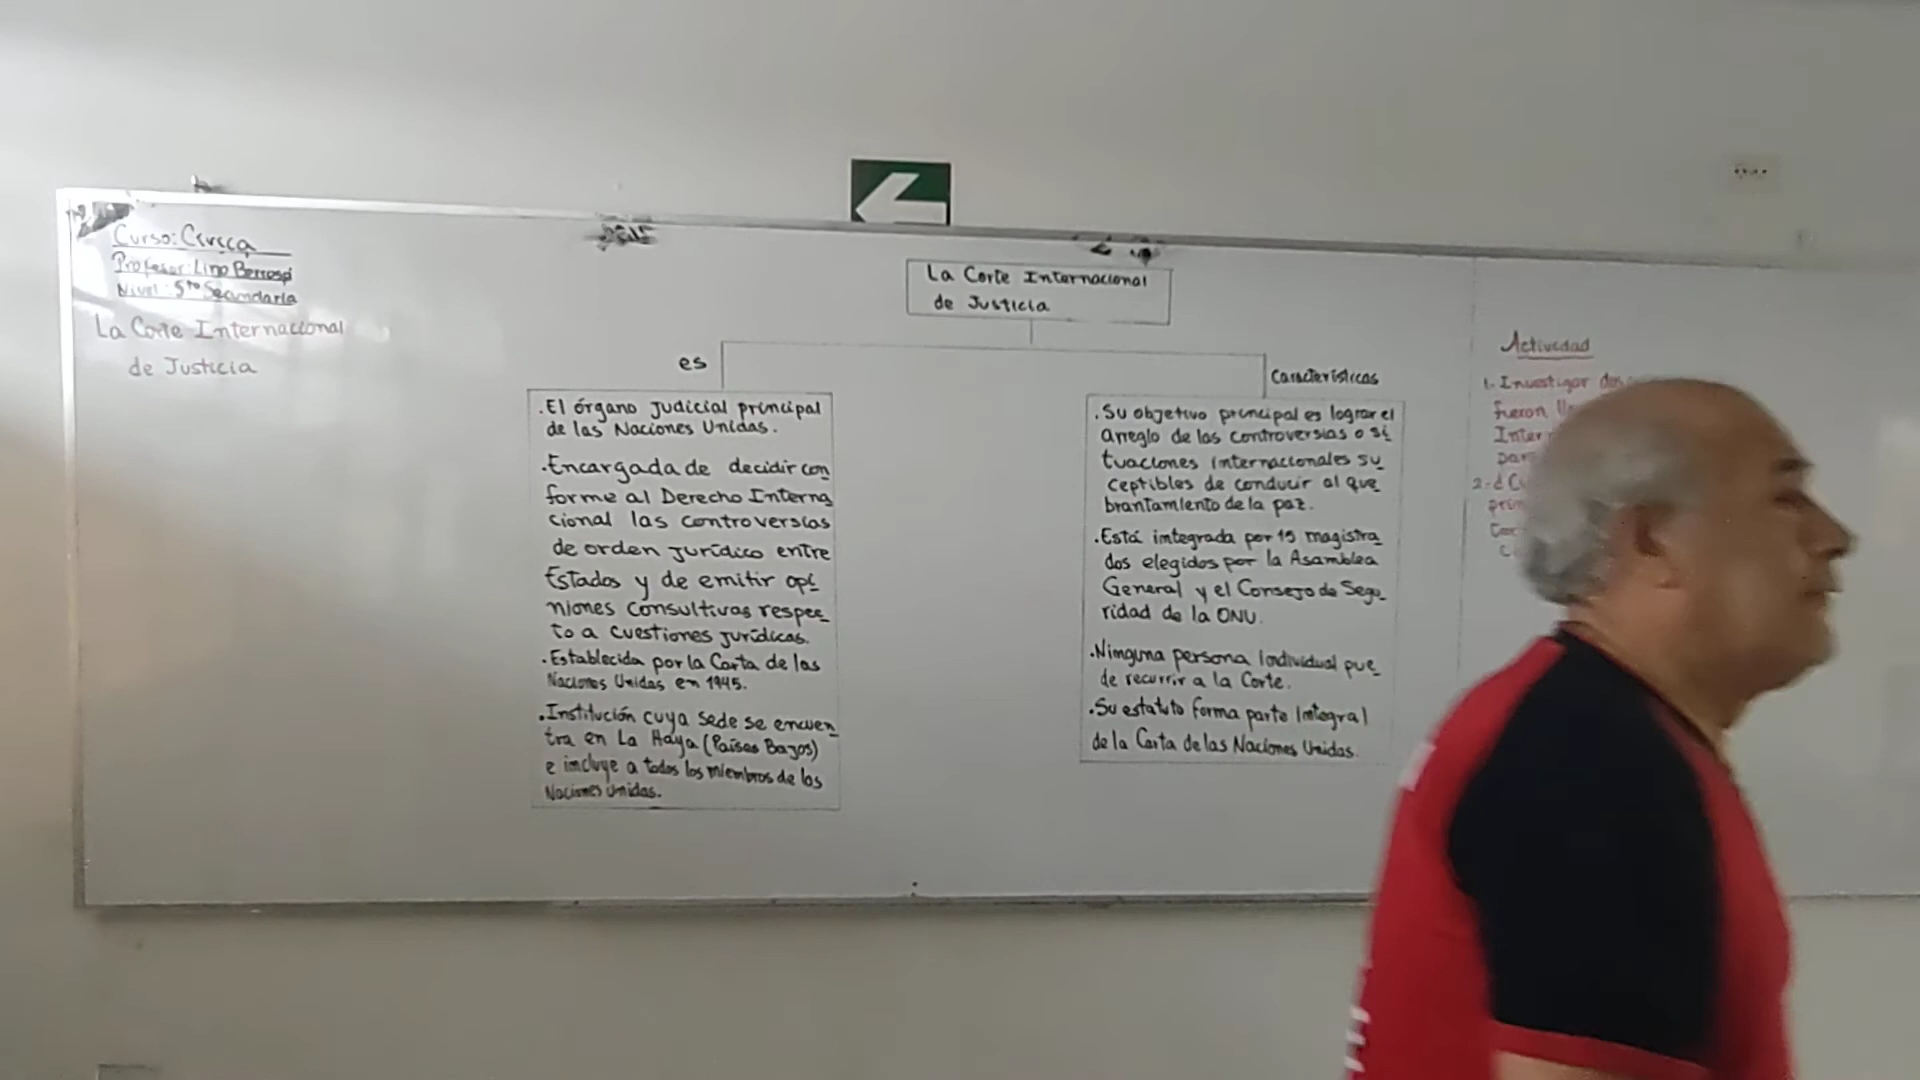 Curso: Cívica
Profesor: Lino Berrospi
Nivel: 5to Secundaria
La Corte Internacional
de Justicia
La Corte Internacional
de Justicia
es
. El órgano judicial principal
de las Naciones Unidas.
. Encargada de decidir con
forme al Derecho Interna
cional las controversias
de orden jurídico entre
Estados y de emitir opi
niones consultivas respec
to a cuestiones jurídicas.
. Establecida por la Carta de las
Naciones Unidas en 1945.
. Institución cuya sede se encuen
tra en La Haya (Países Bajos)
e incluye a todos los miembros de los
Naciones Unidas.
Características
. Su objetivo principal es lograr el
arreglo de las controversias o si
tuaciones internacionales su
ceptibles de conducir al que
brantamiento de la paz.
. Está integrada por 15 magistra
dos elegidos por la Asamblea
General y el Consejo de Segu
ridad de la ONU.
. Ninguna persona individual pue
de recurrir a la Corte.
. Su estatuto forma parte integral
de la Carta de las Naciones Unidas.
Actividad
1. Investigar dos
fueron
2.